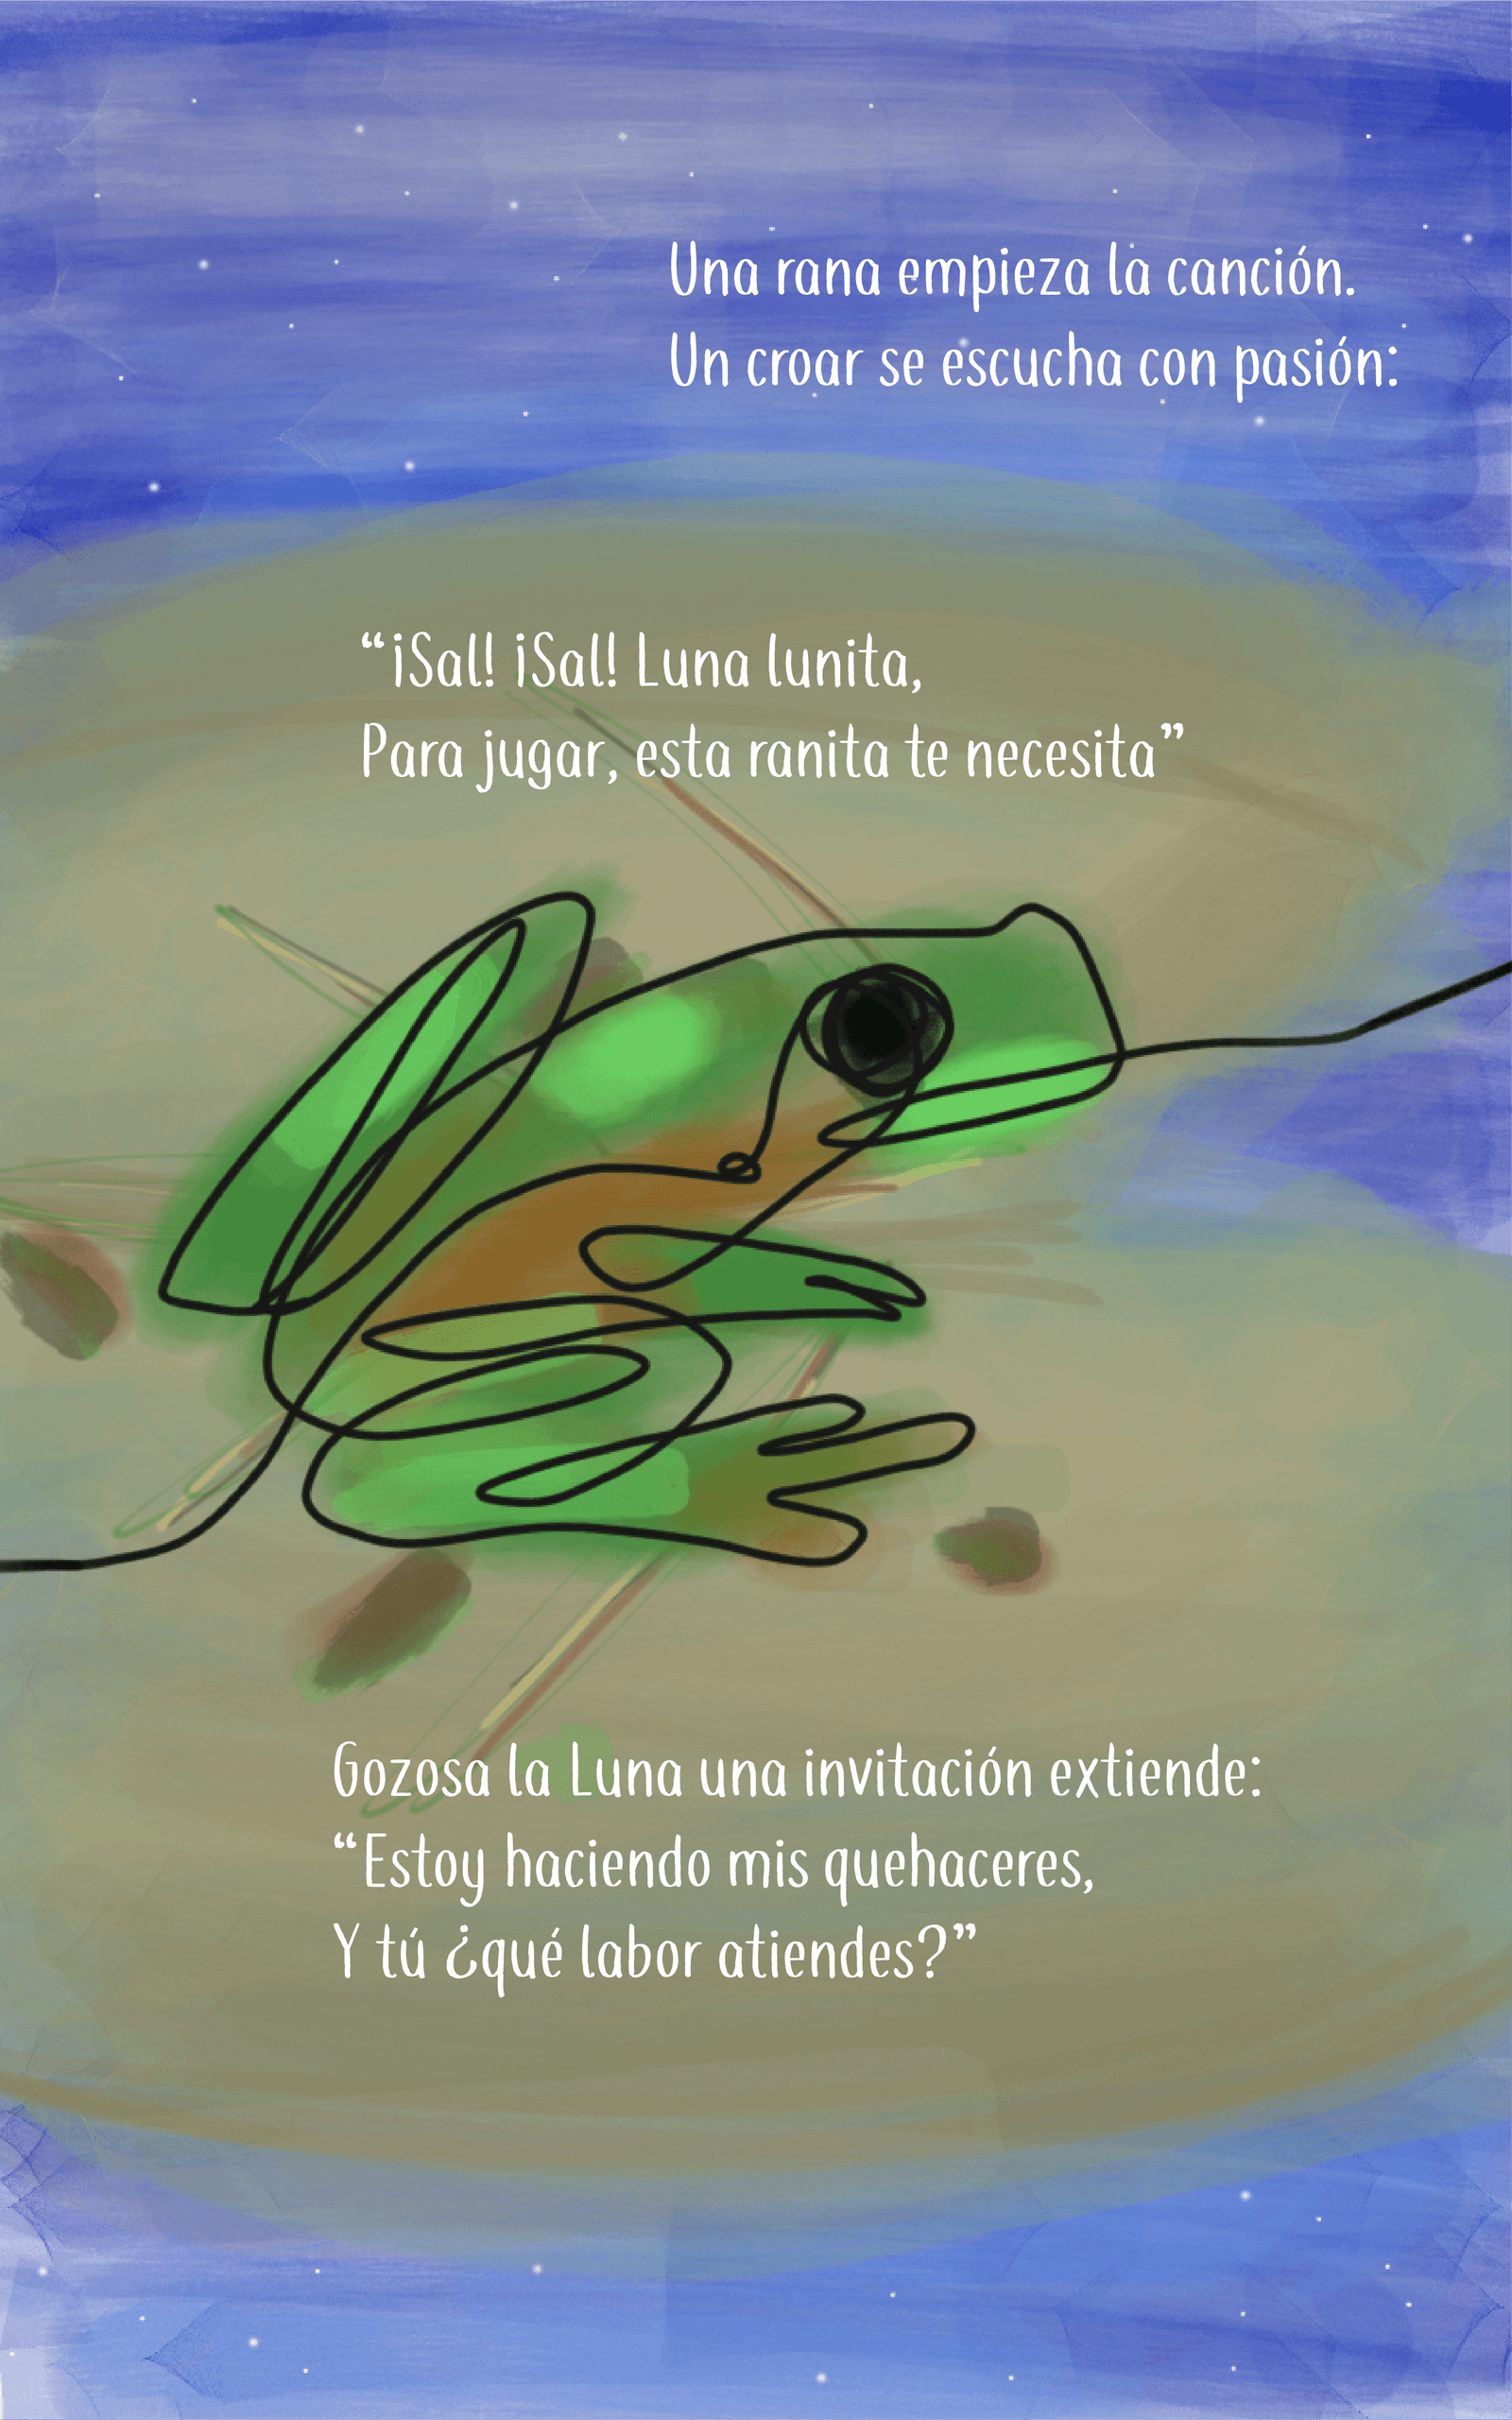 Una rana empieza la canción.
Un croar se escucha con pasión:
“¡Sal! ¡Sal! Luna lunita,
Para jugar, esta ranita te necesita”
Gozosa la Luna una invitación extiende:
“Estoy haciendo mis quehaceres,
Y tú ¿qué labor atiendes?”